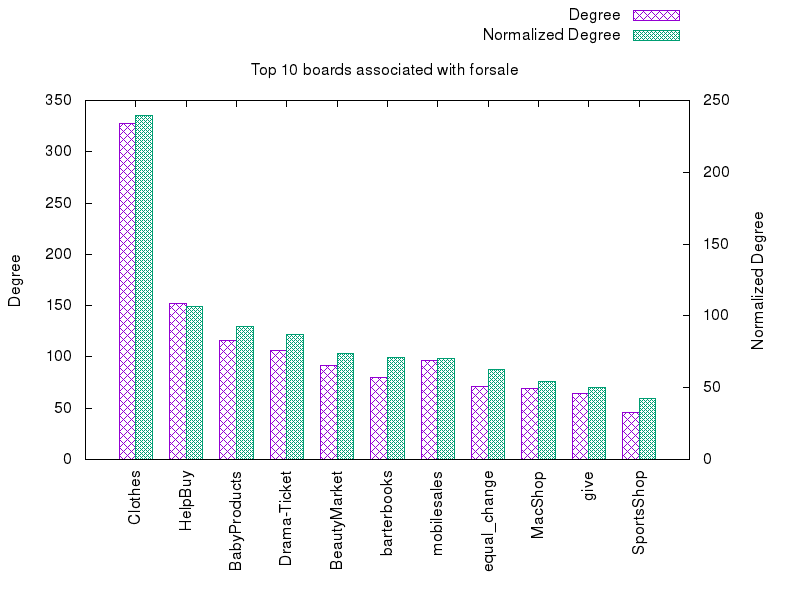 Degree
Normalized Degree
Top 10 boards associated with forsale
350
300
250
200
150
100
50
0
Degree
250
200
150
100
50
0
Normalized Degree
Clothes
HelpBuy
BabyProducts
Drama-Ticket
BeautyMarket
barterbooks
mobilesales
equal_change
MacShop
give
SportsShop